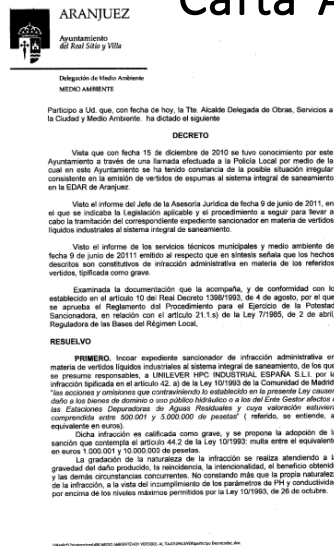 Carta A
ARANJUEZ
Ayuntamiento
del Real Sitio y Villa
Delegación de Medio Ambiente
MEDIO AMBIENTE
Participo a Ud. que, con fecha de hoy, la Tte. Alcalde Delegada de Obras, Servicios a
la Ciudad y Medio Ambiente. ha dictado el siguiente
DECRETO
Vista que con fecha 15 de diciembre de 2010 se tuvo conocimiento por este
Ayuntamiento a través de una llamada efectuada a la Policía Local por medio de la
cual en este Ayuntamiento se ha tenido constancia de la posible situación irregular
consistente en la emisión de vertidos de espumas al sistema integral de saneamiento
en la EDAR de Aranjuez.
Visto el informe del Jefe de la Asesoría Jurídica de fecha 9 de junio de 2011, en
el que se indicaba la Legislación aplicable y el procedimiento a seguir para llevar a
cabo la tramitación del correspondiente expediente sancionador en materia de vertidos
líquidos industriales al sistema integral de saneamiento.
Visto el informe de los servicios técnicos municipales y medio ambiente de
fecha 9 de junio de 20111 emitido al respecto que en síntesis señala que los hechos
descritos son constitutivos de infracción administrativa en materia de los referidos
vertidos, tipificada como grave.
Examinada la documentación que la acompaña, y de conformidad con lo
establecido en el artículo 10 del Real Decreto 1398/1993, de 4 de agosto, por el que
se aprueba el Reglamento del Procedimiento para el Ejercicio de la Potestad
Sancionadora, en relación con el artículo 21.1.s) de la Ley 7/1985, de 2 de abril,
Reguladora de las Bases del Régimen Local,
RESUELVO
PRIMERO. Incoar expediente sancionador de infracción administrativa en
materia de vertidos líquidos industriales al sistema integral de saneamiento, de los que
se presume responsables, a UNILEVER HPC INDUSTRIAL ESPAÑA S.L.I. por la
infracción tipificada en el artículo 42. a) de la Ley 10/1993 de la Comunidad de Madrid
"las acciones y omisiones que contraviniendo lo establecido en la presente Ley causen
daño a los bienes de dominio o uso público hidráulico o a los del Ente Gestor afectos a
las Estaciones Depuradoras de Aguas Residuales y cuya valoración estuviera
comprendida entre 500.001 y 5.000.000 de pesetas" ( referido, se entiende, al
equivalente en euros).
Dicha infracción es calificada como grave, y se propone la adopción de la
sanción que contempla el artículo 44.2 de la Ley 10/1993: multa entre el equivalente
en euros 1.000.001 y 10.000.000 de pesetas.
La gradación de la naturaleza de la infracción se realiza atendiendo a la
gravedad del daño producido, la reincidencia, la intencionalidad, el beneficio obtenido
y las demás circunstancias concurrentes. No constando más que la propia naturaleza
de la infracción, a la vista del incumplimiento de los parámetros de PH y conductividad
por encima de los niveles máximos permitidos por la Ley 10/1993, de 26 de octubre.